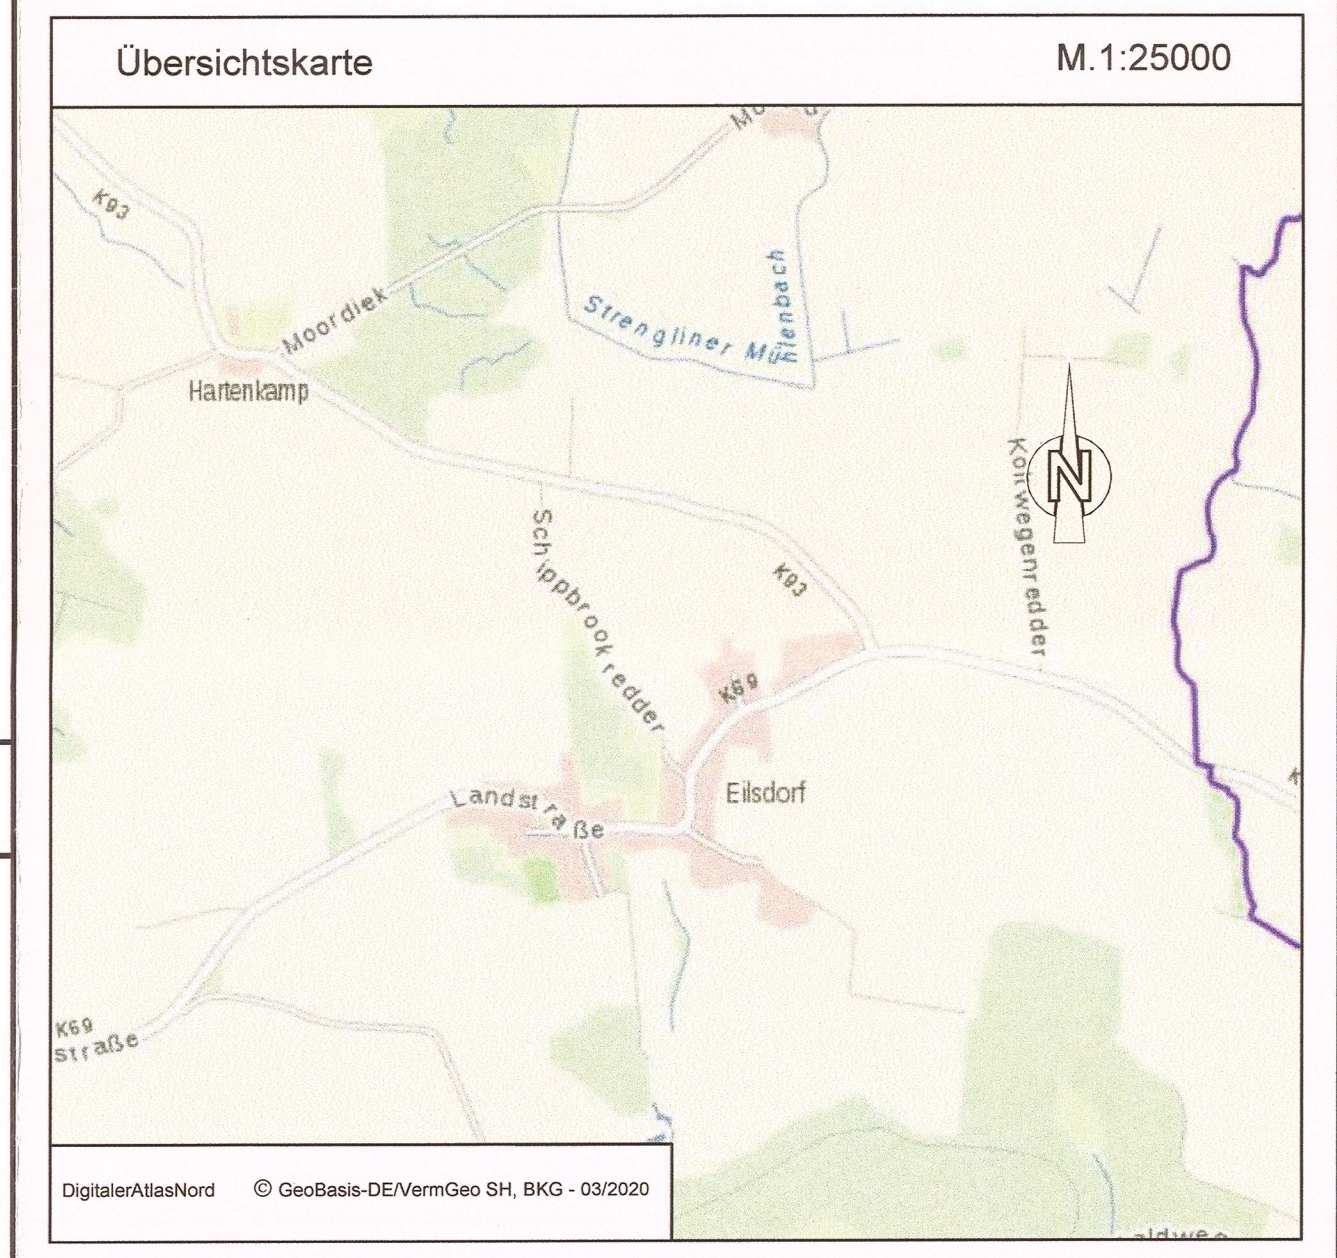 Übersichtskarte
M.1:25000
K93
Moordiek
Strengliner Mühlenbach
Hartenkamp
N
Schippbrookredder
K93
K69
Landstraße
Eilsdorf
K69
Straße
DigitalerAtlasNord
© GeoBasis-DE/VermGeo SH, BKG - 03/2020